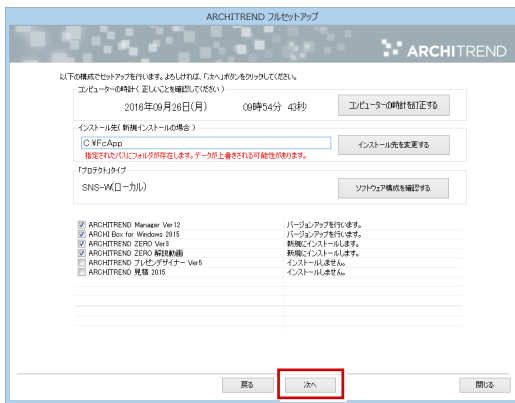 ARCHITREND フルセットアップ
ARCHITREND
以下の構成でセットアップを行います。よろしければ、「次へ」ボタンをクリックしてください。
コンピューターの時計( 正しいことを確認してください )
2016年09月26日(月) 09時54分 43秒
コンピューターの時計を訂正する
インストール先( 新規インストールの場合 )
C:¥FcApp
インストール先を変更する
指定されたパスにフォルダが存在します。データが上書きされる可能性があります。
「プロテクト」タイプ
SNS-W(ローカル)
ソフトウェア構成を確認する
ARCHITREND Manager Ver12 バージョンアップを行います。
ARCHI Box for Windows 2015 バージョンアップを行います。
ARCHITREND ZERO Ver3 新規にインストールします。
ARCHITREND ZERO 解説動画 新規にインストールします。
ARCHITREND プレゼンデザイナー Ver5 インストールしません。
ARCHITREND 見積 2015 インストールしません。
戻る 次へ 閉じる